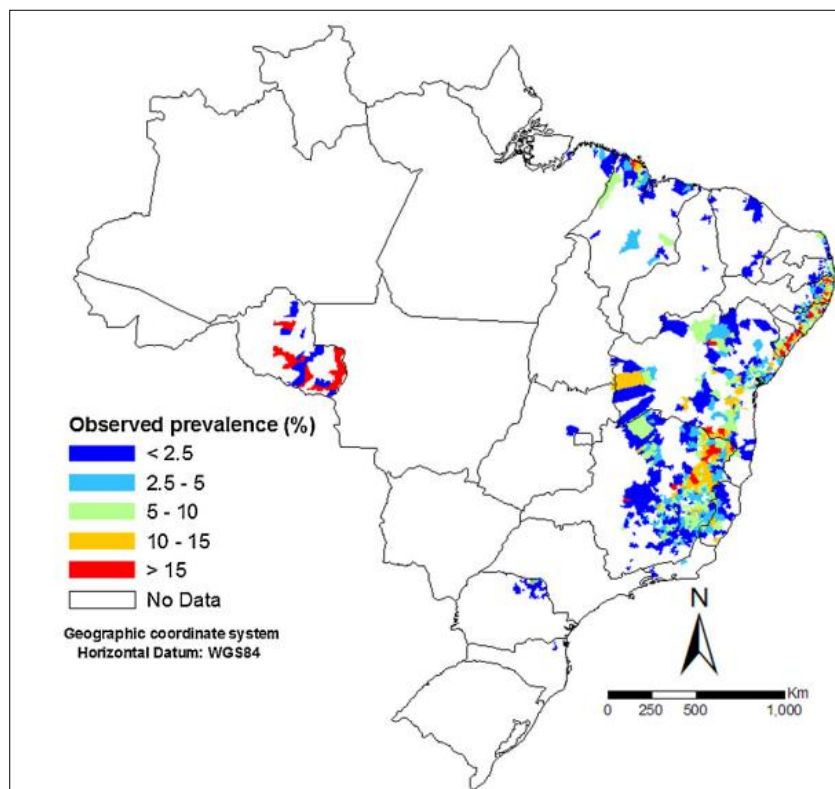 Observed prevalence (%)
< 2.5
2.5 - 5
5 - 10
10 - 15
> 15
No Data
Geographic coordinate system
Horizontal Datum: WGS84
N
Km
0 250 500 1,000